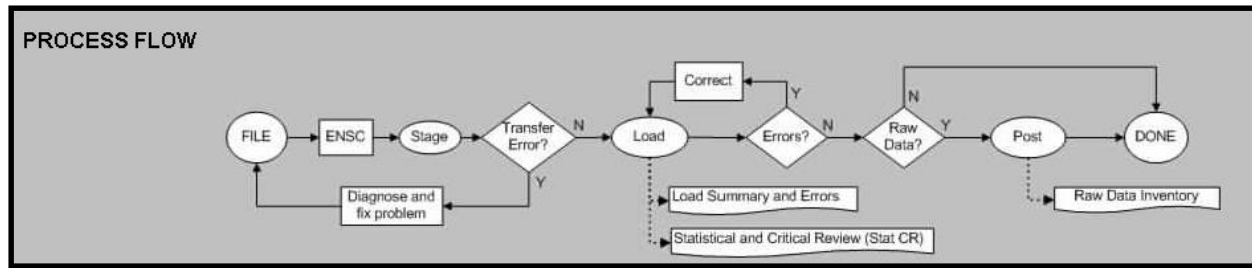 PROCESS FLOW
Correct
Y
N
FILE
ENSC
Stage
Transfer
Error?
N
Load
Errors?
N
Raw
Data?
Y
Post
DONE
Y
Diagnose and
fix problem
Load Summary and Errors
Raw Data Inventory
Statistical and Critical Review (Stat CR)